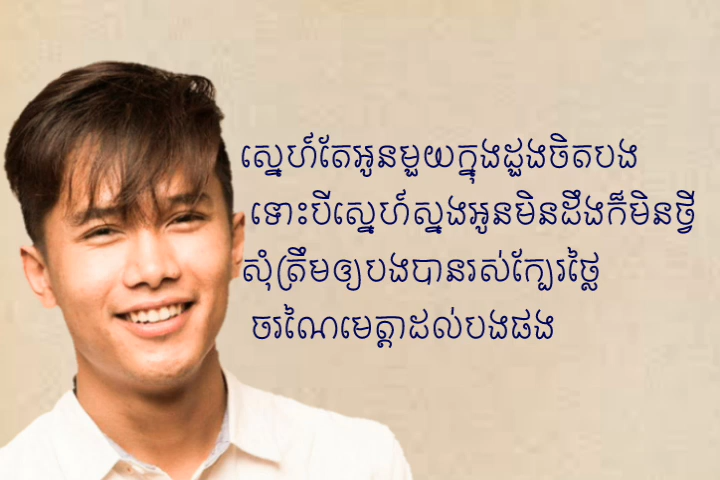 ស្នេហ៍តែអូនមួយក្នុងដួងចិតបង
ទោះបីស្នេហ៍ស្នងអូនមិនដឹងក៏មិនថ្វី
សុំត្រឹមឲ្យបងបានរស់ក្បែរថ្លៃ
ចរណៃមេត្តាដល់បងផង